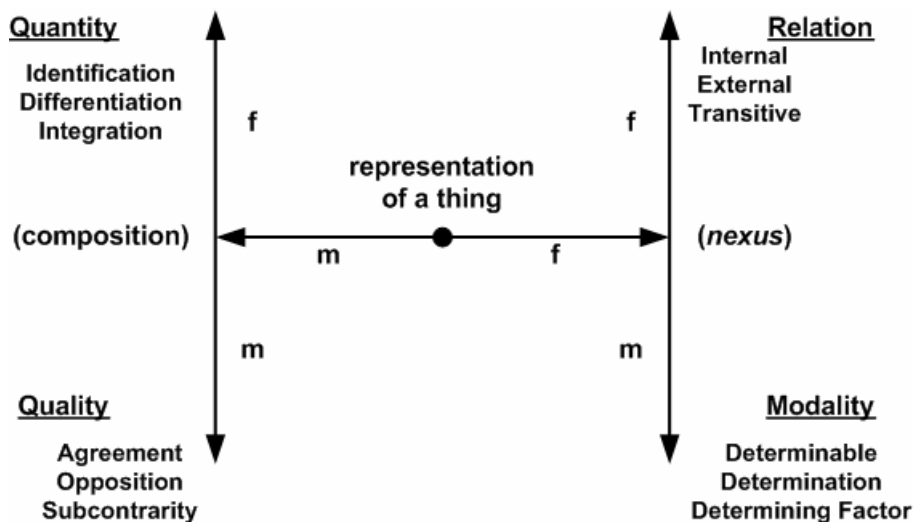 Quantity
Identification
Differentiation
Integration
f
Relation
Internal
External
Transitive
f
representation
of a thing
(composition)
m
f
(nexus)
m
m
Quality
Agreement
Opposition
Subcontrarity
Modality
Determinable
Determination
Determining Factor